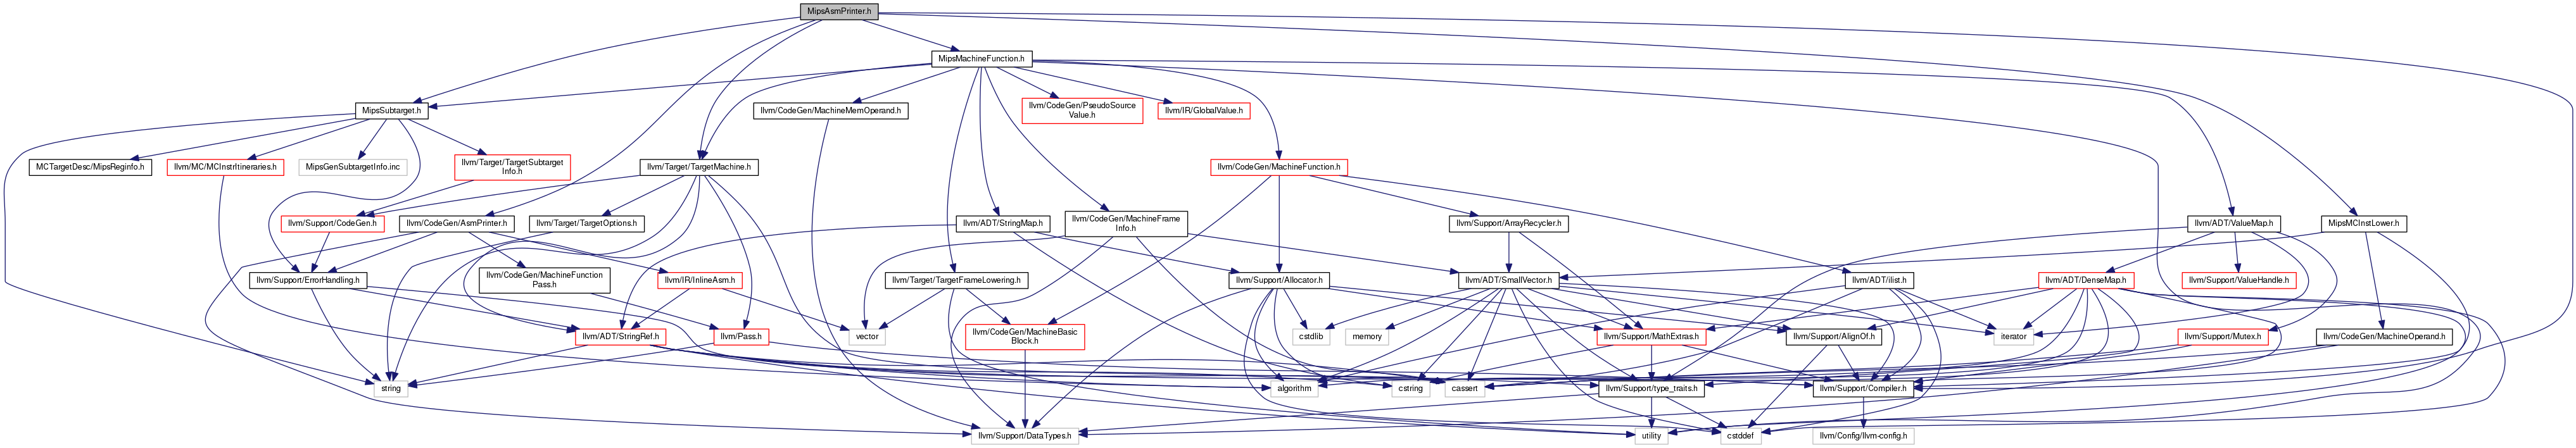 MipsAsmPrinter.h
MipsMachineFunction.h
MipsSubtarget.h
llvm/CodeGen/MachineMemOperand.h
llvm/CodeGen/PseudoSource
Value.h
llvm/IR/GlobalValue.h
MCTargetDesc/MipsReginfo.h
llvm/MC/MCInstrItineraries.h
MipsGenSubtargetInfo.inc
llvm/Target/TargetSubtarget
Info.h
llvm/Target/TargetMachine.h
llvm/CodeGen/MachineFunction.h
llvm/Support/CodeGen.h
llvm/CodeGen/AsmPrinter.h
llvm/Target/TargetOptions.h
llvm/ADT/StringMap.h
llvm/CodeGen/MachineFrame
Info.h
llvm/Support/ArrayRecycler.h
llvm/ADT/ValueMap.h
MipsMCInstLower.h
llvm/Support/ErrorHandling.h
llvm/CodeGen/MachineFunction
Pass.h
llvm/IR/InlineAsm.h
llvm/Target/TargetFrameLowering.h
llvm/Support/Allocator.h
llvm/ADT/SmallVector.h
llvm/ADT/ilist.h
llvm/ADT/DenseMap.h
llvm/Support/ValueHandle.h
llvm/ADT/StringRef.h
llvm/Pass.h
vector
llvm/CodeGen/MachineBasic
Block.h
cstdlib
memory
llvm/Support/MathExtras.h
llvm/Support/AlignOf.h
iterator
llvm/Support/Mutex.h
llvm/CodeGen/MachineOperand.h
string
algorithm
cstring
cassert
llvm/Support/type_traits.h
llvm/Support/Compiler.h
llvm/Support/DataTypes.h
utility
cstddef
llvm/Config/llvm-config.h